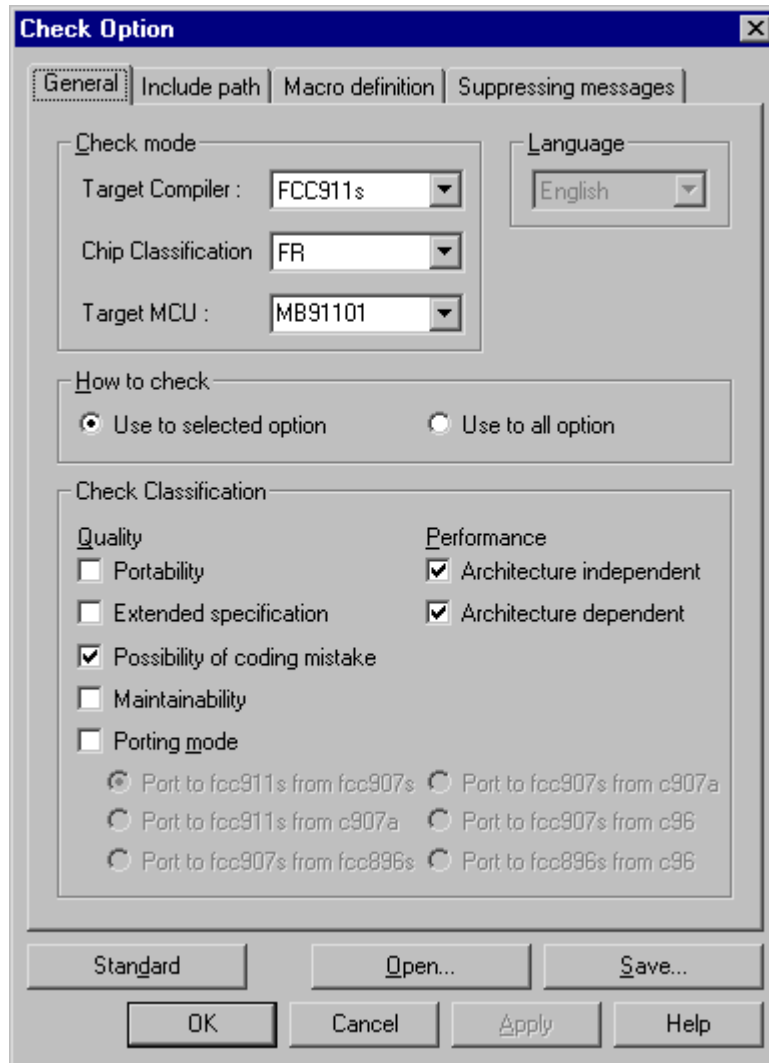 Check Option
General Include path Macro definition Suppressing messages
Check mode Language
Target Compiler : FCC911s English
Chip Classification FR
Target MCU : MB91101
How to check
Use to selected option Use to all option
Check Classification
Quality Performance
Portability Architecture independent
Extended specification Architecture dependent
Possibility of coding mistake
Maintainability
Porting mode
Port to fcc911s from fcc907s Port to fcc907s from c907a
Port to fcc911s from c907a Port to fcc907s from c96
Port to fcc907s from fcc896s Port to fcc896s from c96
Standard Open... Save...
OK Cancel Apply Help